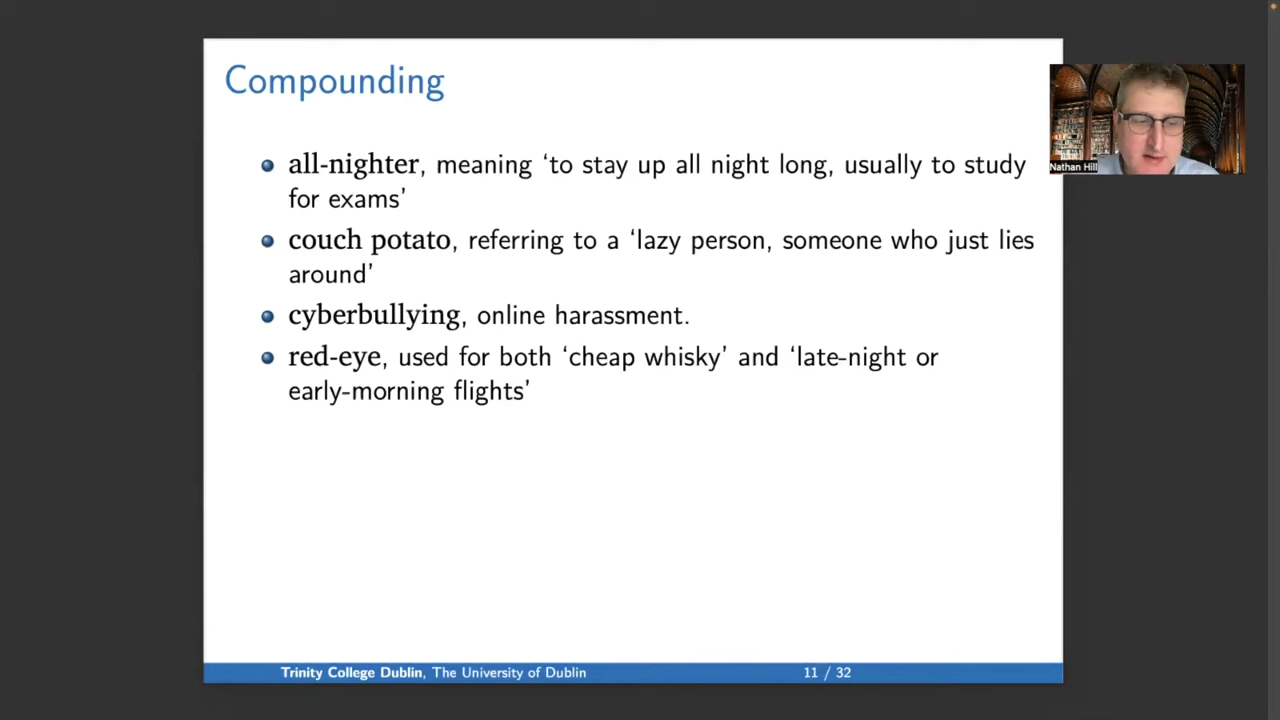 Compounding
all-nighter, meaning ‘to stay up all night long, usually to study
for exams’
couch potato, referring to a ‘lazy person, someone who just lies
around’
cyberbullying, online harassment.
red-eye, used for both ‘cheap whisky’ and ‘late-night or
early-morning flights’
Nathan Hill
Trinity College Dublin, The University of Dublin
11 / 32